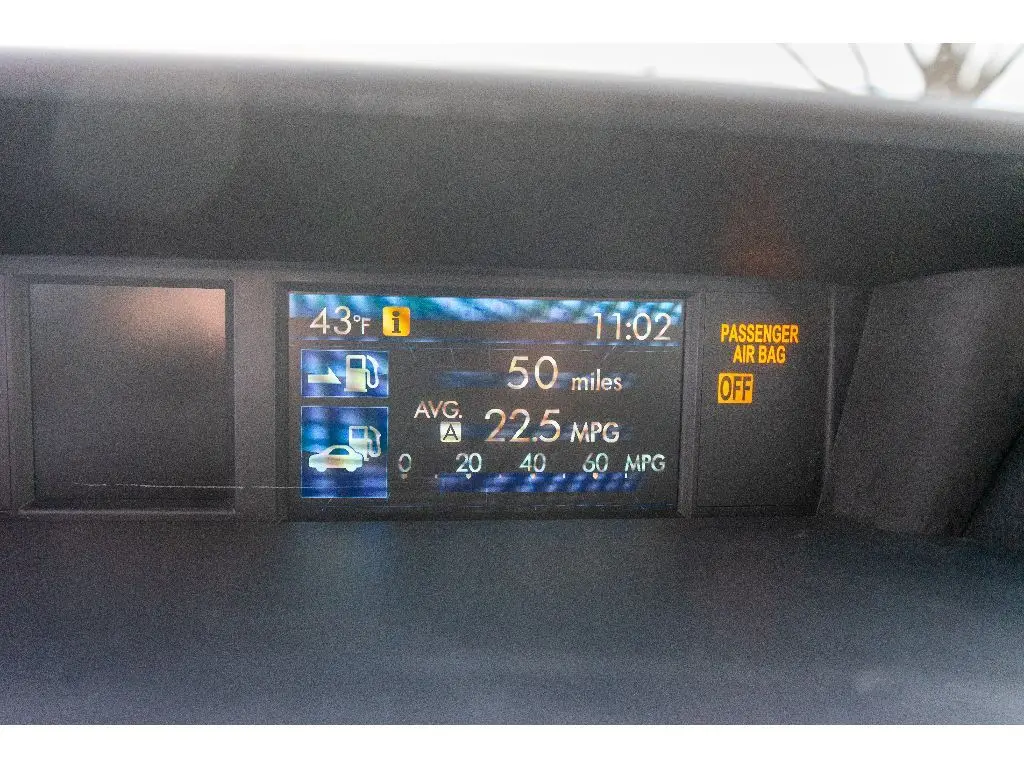 43°F i 11:02
50 miles
AVG. A 22.5 MPG
0 20 40 60 MPG
PASSENGER
AIR BAG
OFF